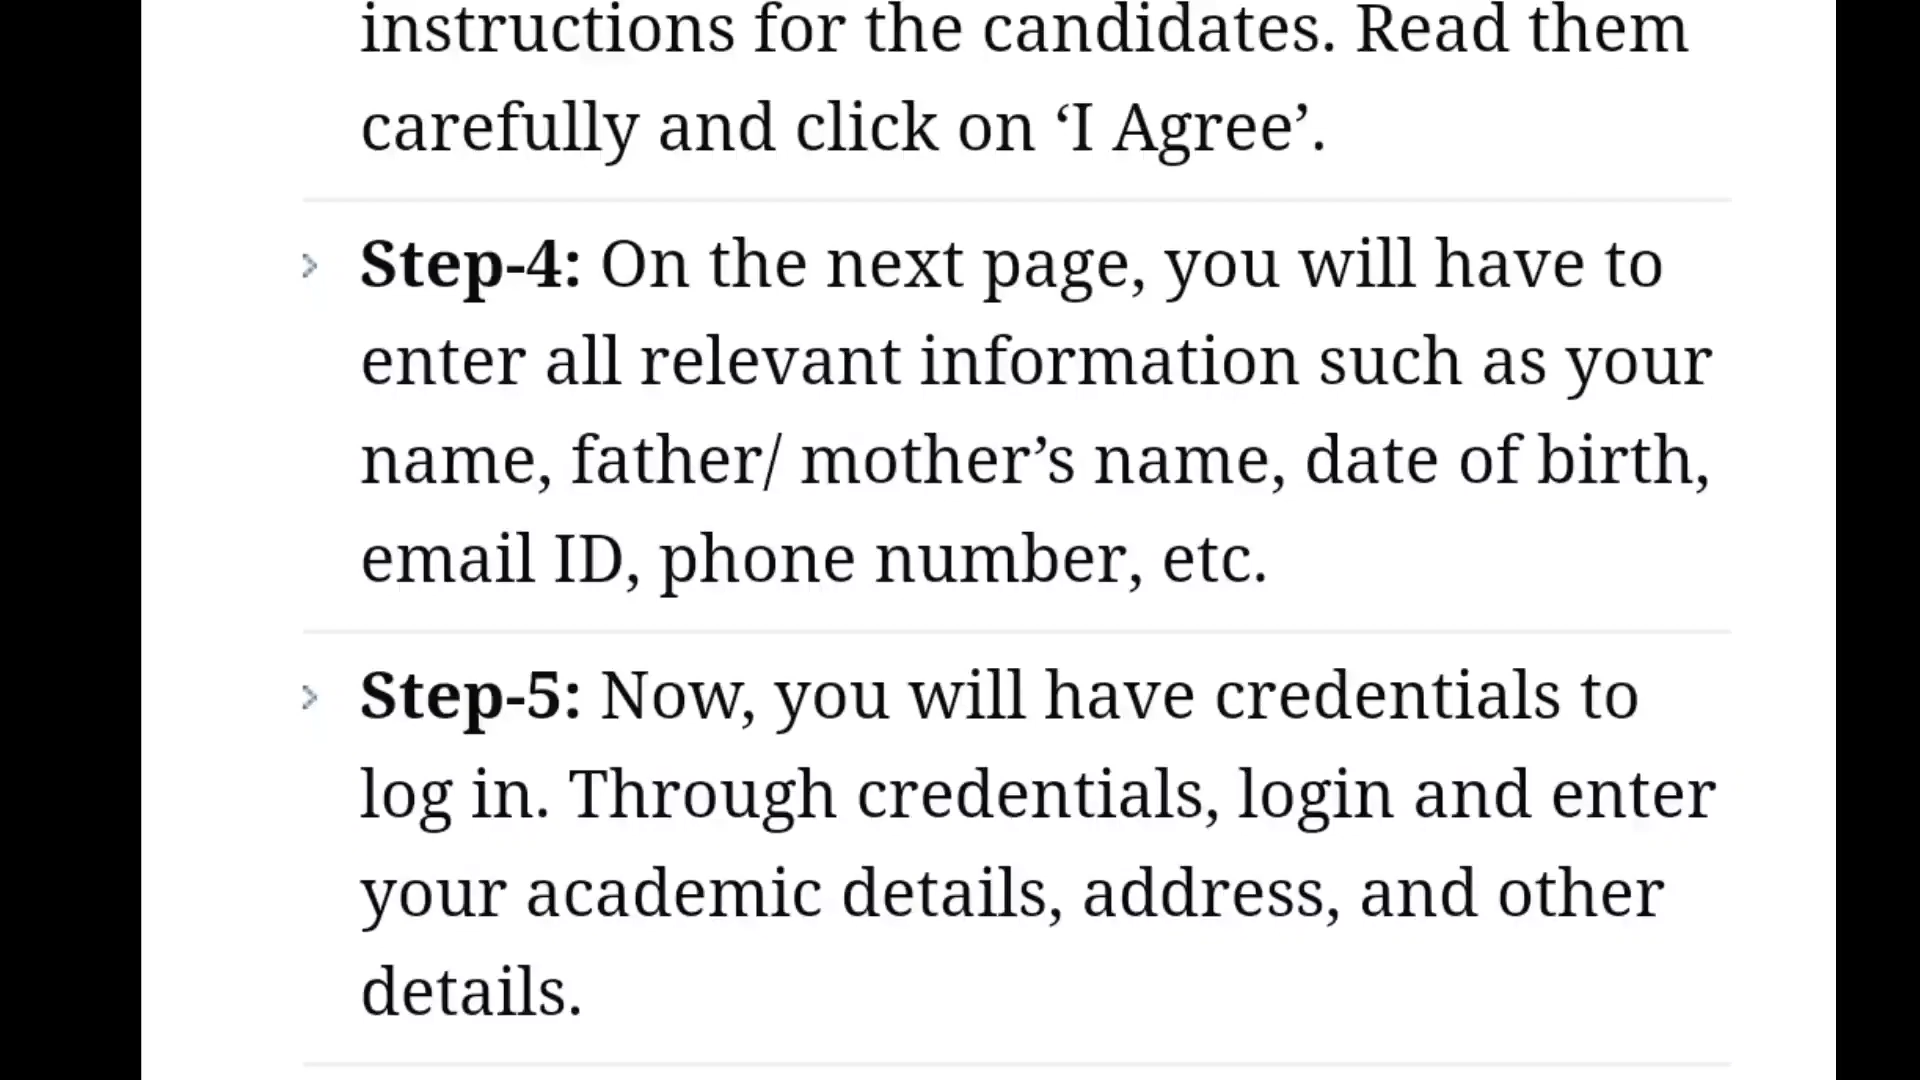 instructions for the candidates. Read them
carefully and click on ‘I Agree’.
Step-4: On the next page, you will have to
enter all relevant information such as your
name, father/ mother’s name, date of birth,
email ID, phone number, etc.
Step-5: Now, you will have credentials to
log in. Through credentials, login and enter
your academic details, address, and other
details.